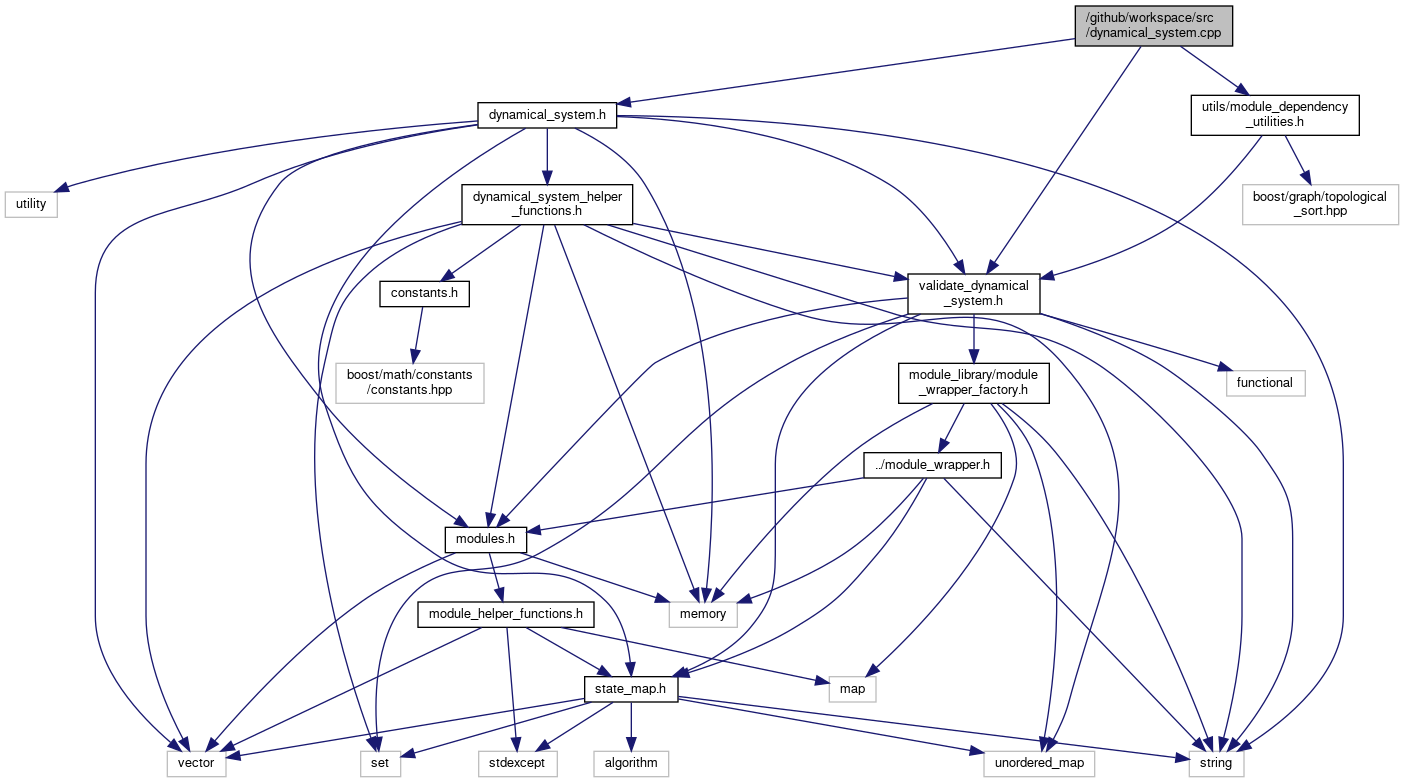 /github/workspace/src
/dynamical_system.cpp
dynamical_system.h
utils/module_dependency
_utilities.h
utility
dynamical_system_helper
_functions.h
boost/graph/topological
_sort.hpp
constants.h
validate_dynamical
_system.h
boost/math/constants
/constants.hpp
module_library/module
_wrapper_factory.h
functional
../module_wrapper.h
modules.h
module_helper_functions.h
memory
state_map.h
map
vector
set
stdexcept
algorithm
unordered_map
string